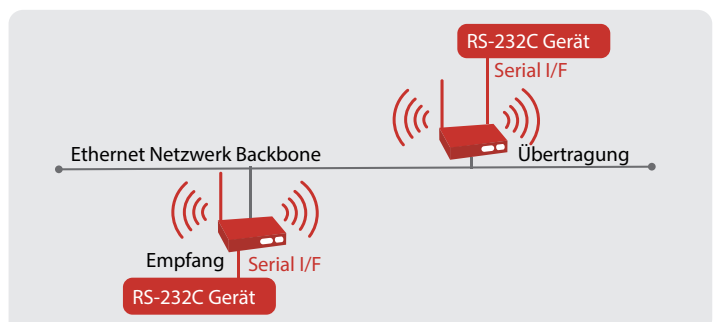 RS-232C Gerät
Serial I/F
Ethernet Netzwerk Backbone
Übertragung
Empfang
Serial I/F
RS-232C Gerät